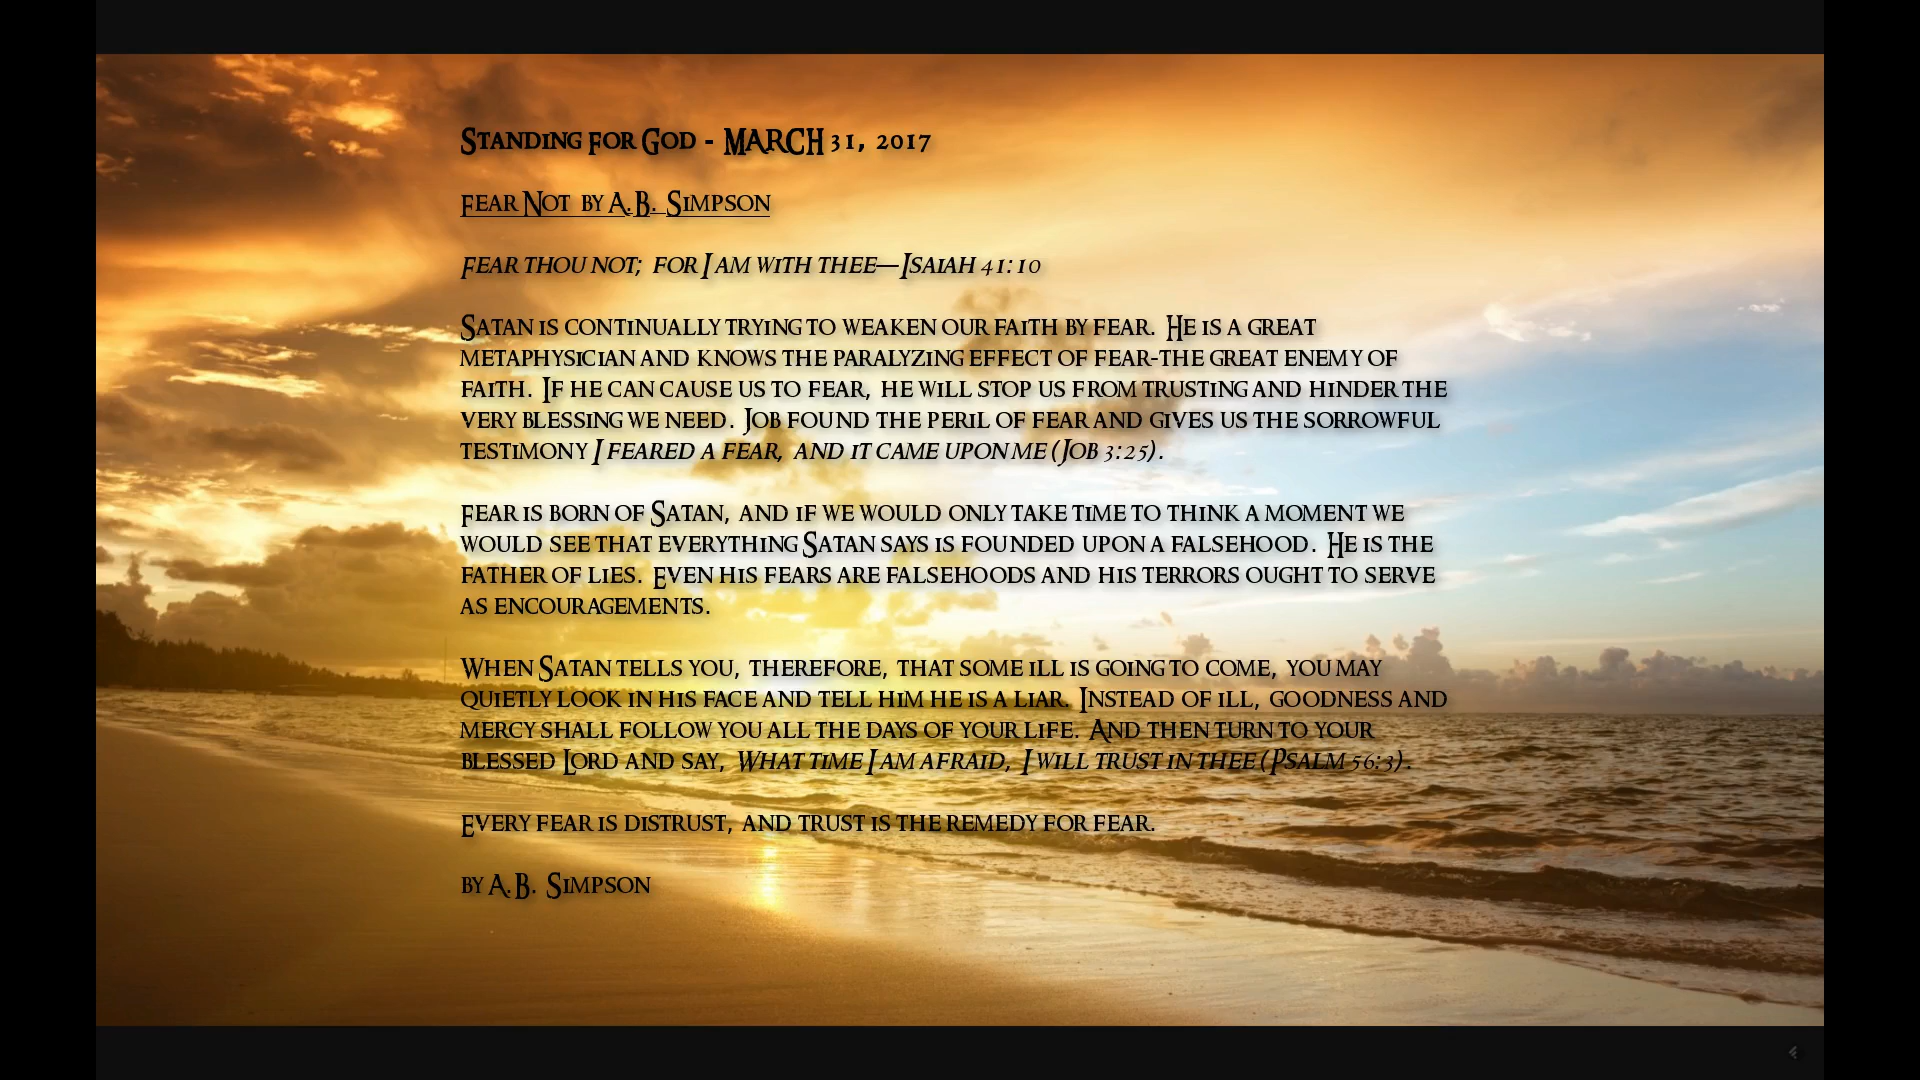 Standing for God - MARCH 31, 2017
Fear Not by A.B. Simpson
Fear thou not; for I am with thee—Isaiah 41:10
Satan is continually trying to weaken our faith by fear. He is a great
metaphysician and knows the paralyzing effect of fear-the great enemy of
faith. If he can cause us to fear, he will stop us from trusting and hinder the
very blessing we need. Job found the peril of fear and gives us the sorrowful
testimony I feared a fear, and it came upon me (Job 3:25).
Fear is born of Satan, and if we would only take time to think a moment we
would see that everything Satan says is founded upon a falsehood. He is the
father of lies. Even his fears are falsehoods and his terrors ought to serve
as encouragements.
When Satan tells you, therefore, that some ill is going to come, you may
quietly look in his face and tell him he is a liar. Instead of ill, goodness and
mercy shall follow you all the days of your life. And then turn to your
blessed Lord and say, What time I am afraid, I will trust in thee (Psalm 56:3).
Every fear is distrust, and trust is the remedy for fear.
by A.B. Simpson